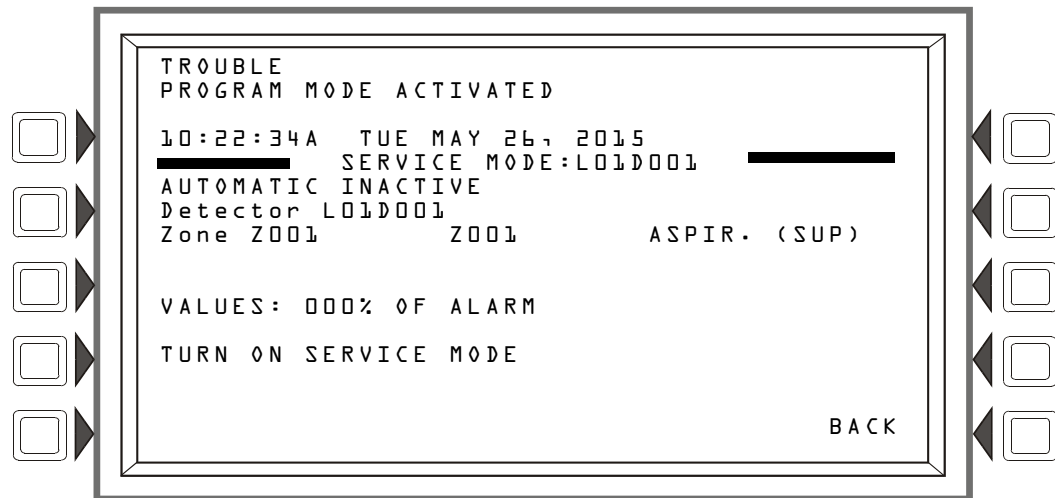 TROUBLE
PROGRAM MODE ACTIVATED
10:22:34A TUE MAY 26, 2015
SERVICE MODE:L01D001
AUTOMATIC INACTIVE
Detector L01D001
Zone Z001 Z001 ASPIR. (SUP)
VALUES: 000% OF ALARM
TURN ON SERVICE MODE
BACK